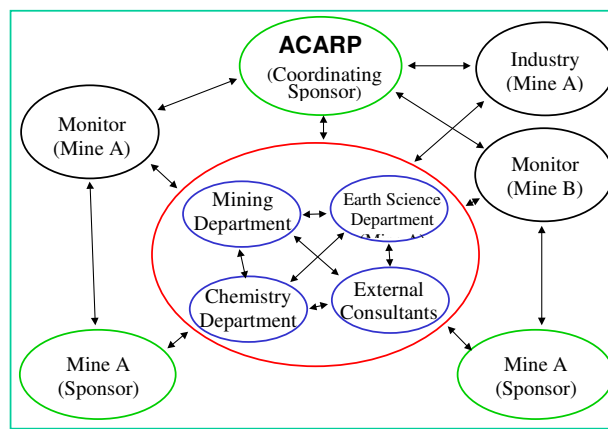 ACARP
(Coordinating
Sponsor)
Industry
(Mine A)
Monitor
(Mine A)
Monitor
(Mine B)
Mining
Department
Earth Science
Department
Chemistry
Department
External
Consultants
Mine A
(Sponsor)
Mine A
(Sponsor)